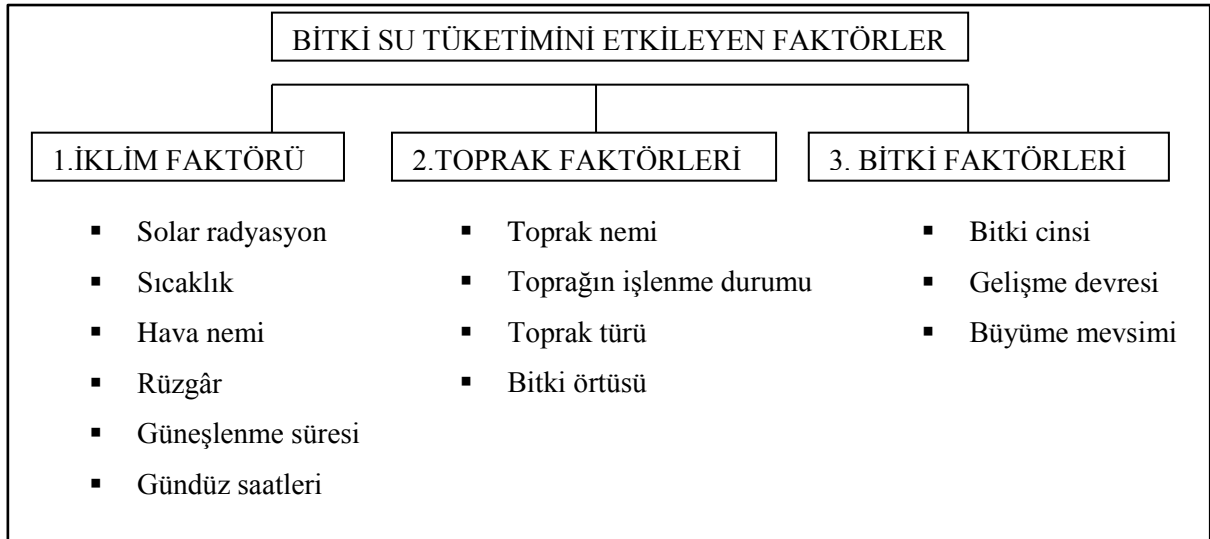 BİTKİ SU TÜKETİMİNİ ETKİLEYEN FAKTÖRLER
1.İKLİM FAKTÖRÜ
▪ Solar radyasyon
▪ Sıcaklık
▪ Hava nemi
▪ Rüzgâr
▪ Güneşlenme süresi
▪ Gündüz saatleri
2.TOPRAK FAKTÖRLERİ
▪ Toprak nemi
▪ Toprağın işlenme durumu
▪ Toprak türü
▪ Bitki örtüsü
3. BİTKİ FAKTÖRLERİ
▪ Bitki cinsi
▪ Gelişme devresi
▪ Büyüme mevsimi